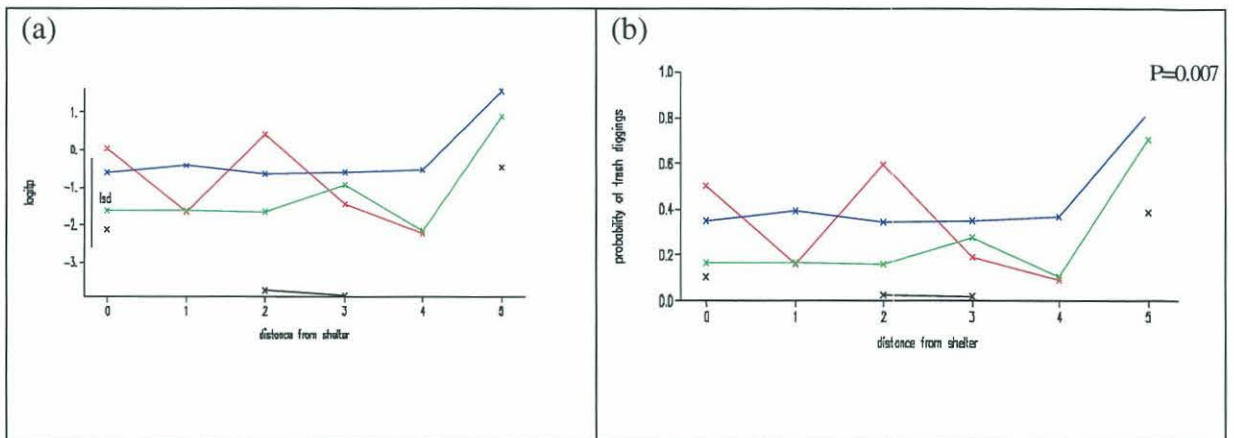 (a)
1.
0.
-1.
-2.
-3.
logitp
lsd
0 1 2 3 4 5
distance from shelter
(b)
P=0.007
1.0
0.8
0.6
0.4
0.2
0.0
probability of fresh diggings
0 1 2 3 4 5
distance from shelter